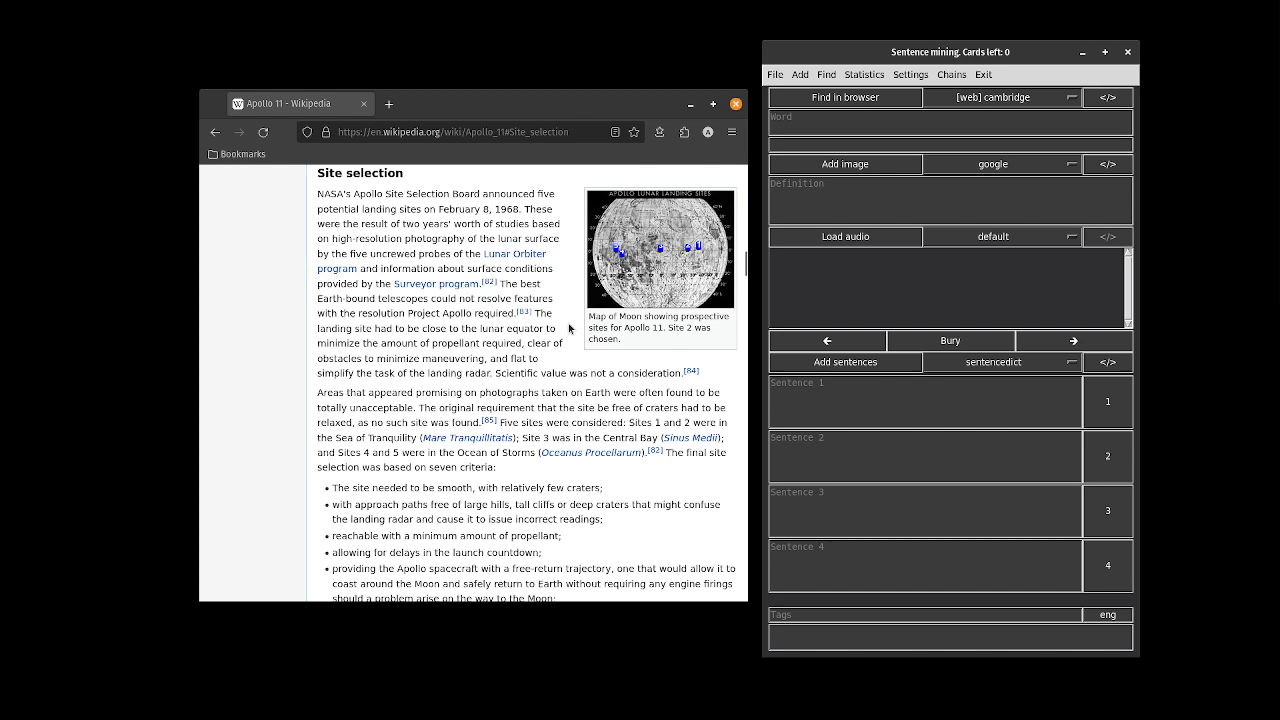 Apollo 11 - Wikipedia
https://en.wikipedia.org/wiki/Apollo_11#Site_selection
Bookmarks
Site selection
NASA's Apollo Site Selection Board announced five
potential landing sites on February 8, 1968. These
were the result of two years' worth of studies based
on high-resolution photography of the lunar surface
by the five uncrewed probes of the Lunar Orbiter
program and information about surface conditions
provided by the Surveyor program.[82] The best
Earth-bound telescopes could not resolve features
with the resolution Project Apollo required.[83] The
landing site had to be close to the lunar equator to
minimize the amount of propellant required, clear of
obstacles to minimize maneuvering, and flat to
simplify the task of the landing radar. Scientific value was not a consideration.[84]
APOLLO LUNAR LANDING SITES
Map of Moon showing prospective
sites for Apollo 11. Site 2 was
chosen.
Areas that appeared promising on photographs taken on Earth were often found to be
totally unacceptable. The original requirement that the site be free of craters had to be
relaxed, as no such site was found.[85] Five sites were considered: Sites 1 and 2 were in
the Sea of Tranquility (Mare Tranquillitatis); Site 3 was in the Central Bay (Sinus Medii);
and Sites 4 and 5 were in the Ocean of Storms (Oceanus Procellarum).[82] The final site
selection was based on seven criteria:
• The site needed to be smooth, with relatively few craters;
• with approach paths free of large hills, tall cliffs or deep craters that might confuse
the landing radar and cause it to issue incorrect readings;
• reachable with a minimum amount of propellant;
• allowing for delays in the launch countdown;
• providing the Apollo spacecraft with a free-return trajectory, one that would allow it to
coast around the Moon and safely return to Earth without requiring any engine firings
should a problem arise on the way to the Moon;
Sentence mining. Cards left: 0
File Add Find Statistics Settings Chains Exit
Find in browser [web] cambridge </>
Word
Add image google </>
Definition
Load audio default </>
← Bury →
Add sentences sentencedict </>
Sentence 1
1
Sentence 2
2
Sentence 3
3
Sentence 4
4
Tags eng